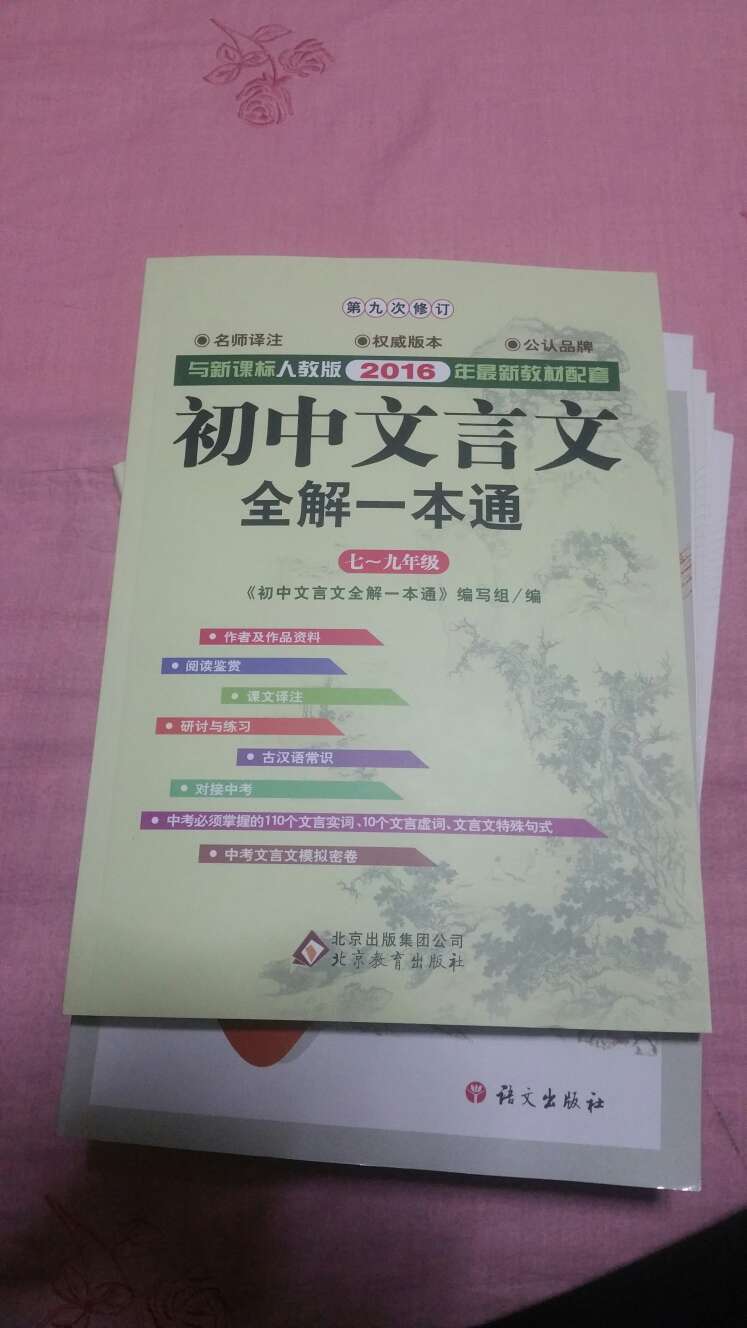 第九次修订
名师译注 权威版本 公认品牌
与新课标人教版 2016 年最新教材配套
初中文言文
全解一本通
七~九年级
《初中文言文全解一本通》编写组/编
作者及作品资料
阅读鉴赏
课文译注
研讨与练习
古汉语常识
对接中考
中考必须掌握的110个文言实词、10个文言虚词、文言文特殊句式
中考文言文模拟密卷
北京出版集团公司
北京教育出版社
语文出版社